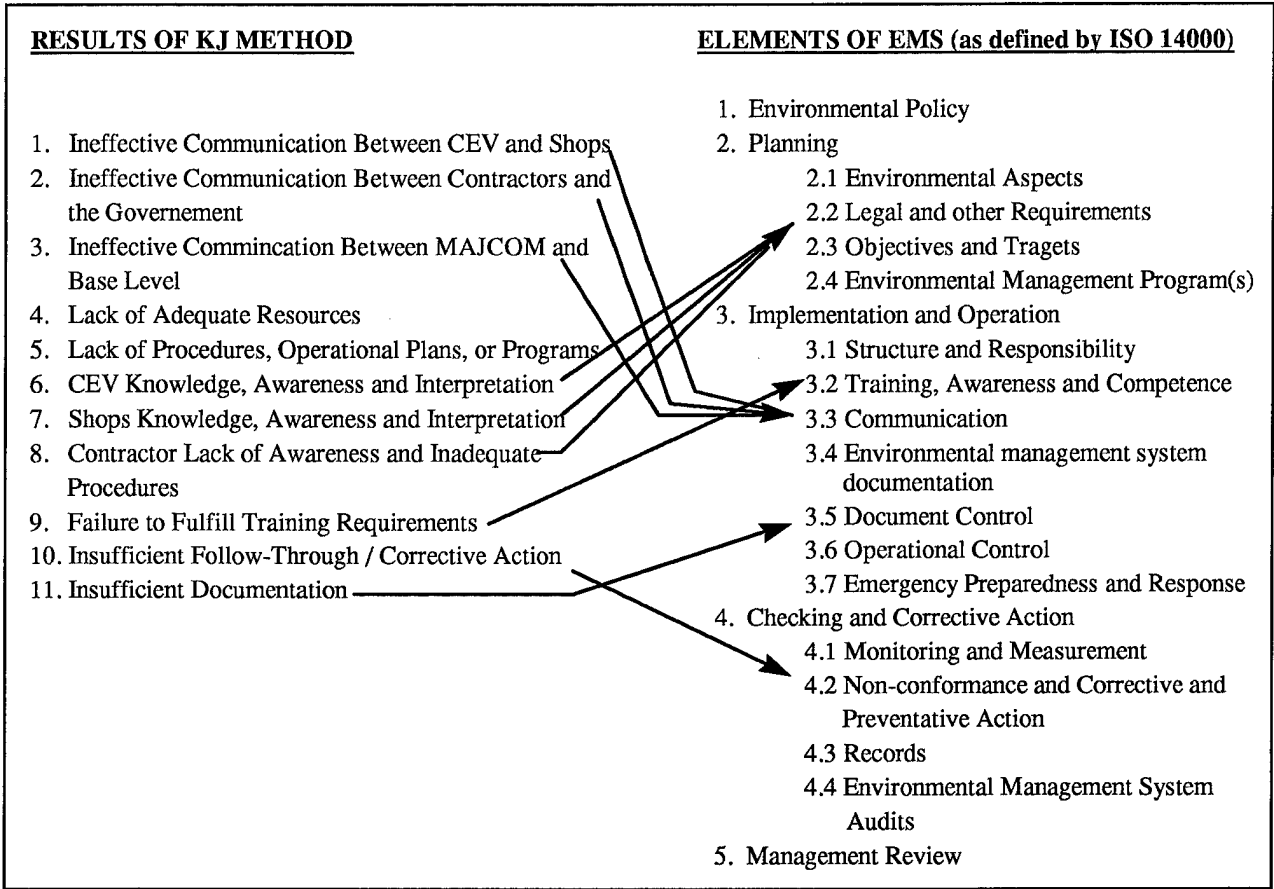 RESULTS OF KJ METHOD
1. Ineffective Communication Between CEV and Shops
2. Ineffective Communication Between Contractors and
the Governement
3. Ineffective Commincation Between MAJCOM and
Base Level
4. Lack of Adequate Resources
5. Lack of Procedures, Operational Plans, or Programs
6. CEV Knowledge, Awareness and Interpretation
7. Shops Knowledge, Awareness and Interpretation
8. Contractor Lack of Awareness and Inadequate
Procedures
9. Failure to Fulfill Training Requirements
10. Insufficient Follow-Through / Corrective Action
11. Insufficient Documentation
ELEMENTS OF EMS (as defined by ISO 14000)
1. Environmental Policy
2. Planning
2.1 Environmental Aspects
2.2 Legal and other Requirements
2.3 Objectives and Tragets
2.4 Environmental Management Program(s)
3. Implementation and Operation
3.1 Structure and Responsibility
3.2 Training, Awareness and Competence
3.3 Communication
3.4 Environmental management system
documentation
3.5 Document Control
3.6 Operational Control
3.7 Emergency Preparedness and Response
4. Checking and Corrective Action
4.1 Monitoring and Measurement
4.2 Non-conformance and Corrective and
Preventative Action
4.3 Records
4.4 Environmental Management System
Audits
5. Management Review